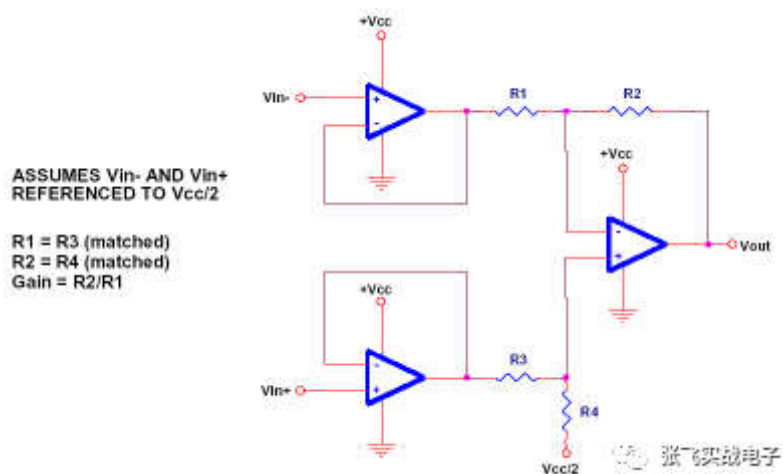 +Vcc
Vin-
R1
R2
+Vcc
ASSUMES Vin- AND Vin+
REFERENCED TO Vcc/2
R1 = R3 (matched)
R2 = R4 (matched)
Gain = R2/R1
Vout
+Vcc
Vin+
R3
R4
Vcc/2
张飞实战电子